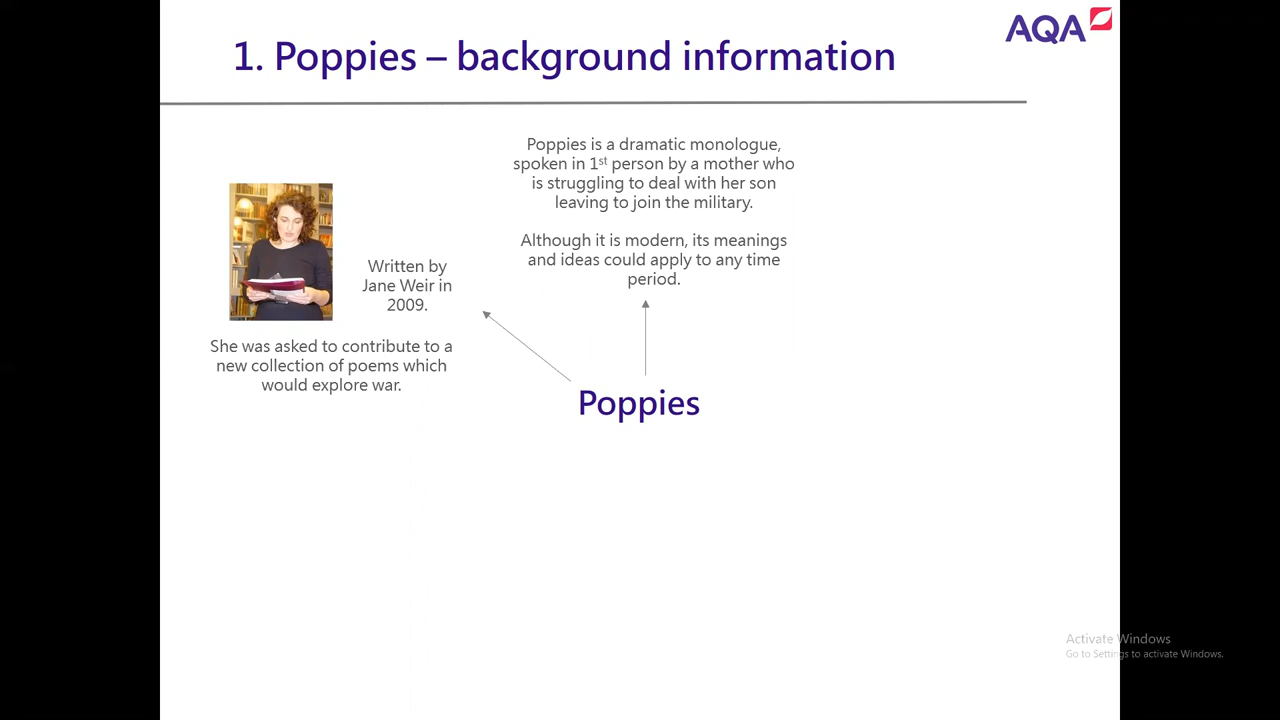 1. Poppies – background information
AQA
Poppies is a dramatic monologue,
spoken in 1st person by a mother who
is struggling to deal with her son
leaving to join the military.
Although it is modern, its meanings
and ideas could apply to any time
period.
Written by
Jane Weir in
2009.
She was asked to contribute to a
new collection of poems which
would explore war.
Poppies
Activate Windows
Go to Settings to activate Windows.